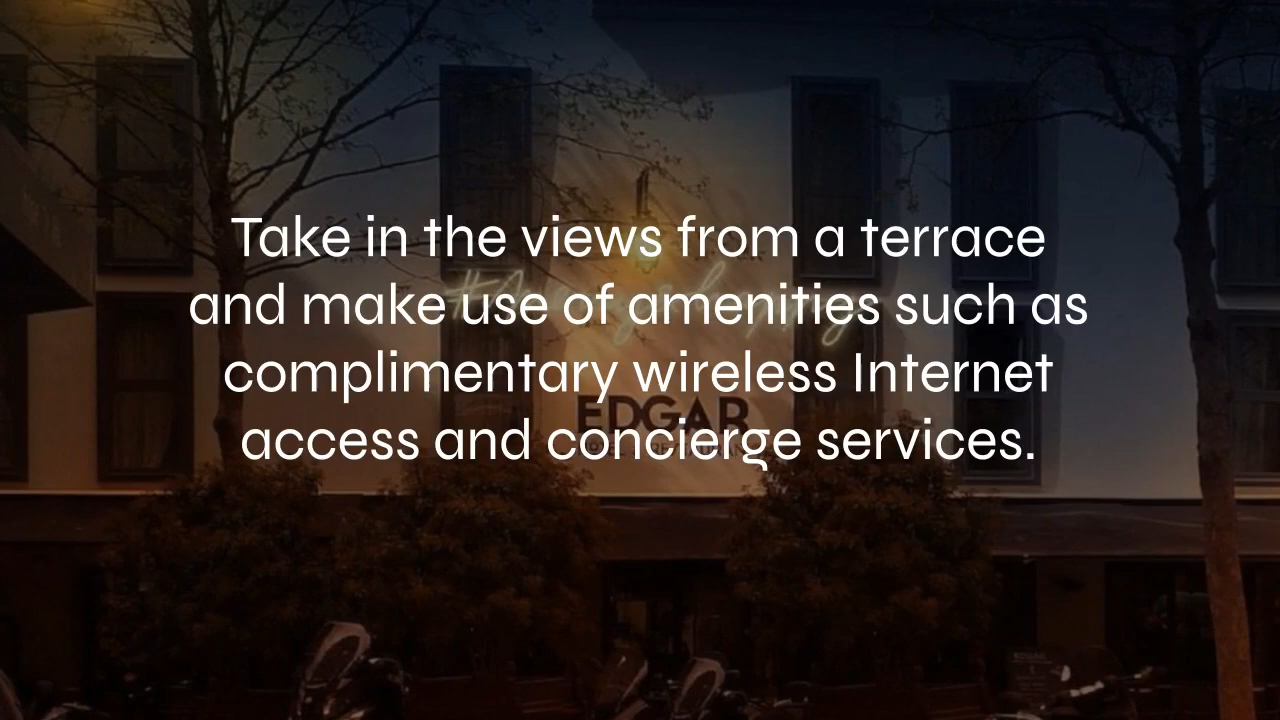 Take in the views from a terrace
and make use of amenities such as
complimentary wireless Internet
access and concierge services.
EDGAR